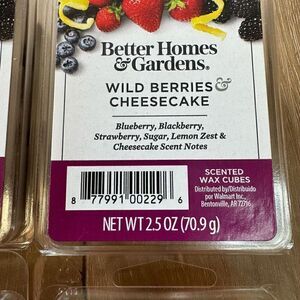 Better Homes
& Gardens®
WILD BERRIES &
CHEESECAKE
Blueberry, Blackberry,
Strawberry, Sugar, Lemon Zest &
Cheesecake Scent Notes
SCENTED
WAX CUBES
Distributed by/Distribuido
por Walmart Inc.,
Bentonville, AR 72716
8 77991 00229 6
NET WT 2.5 OZ (70.9 g)